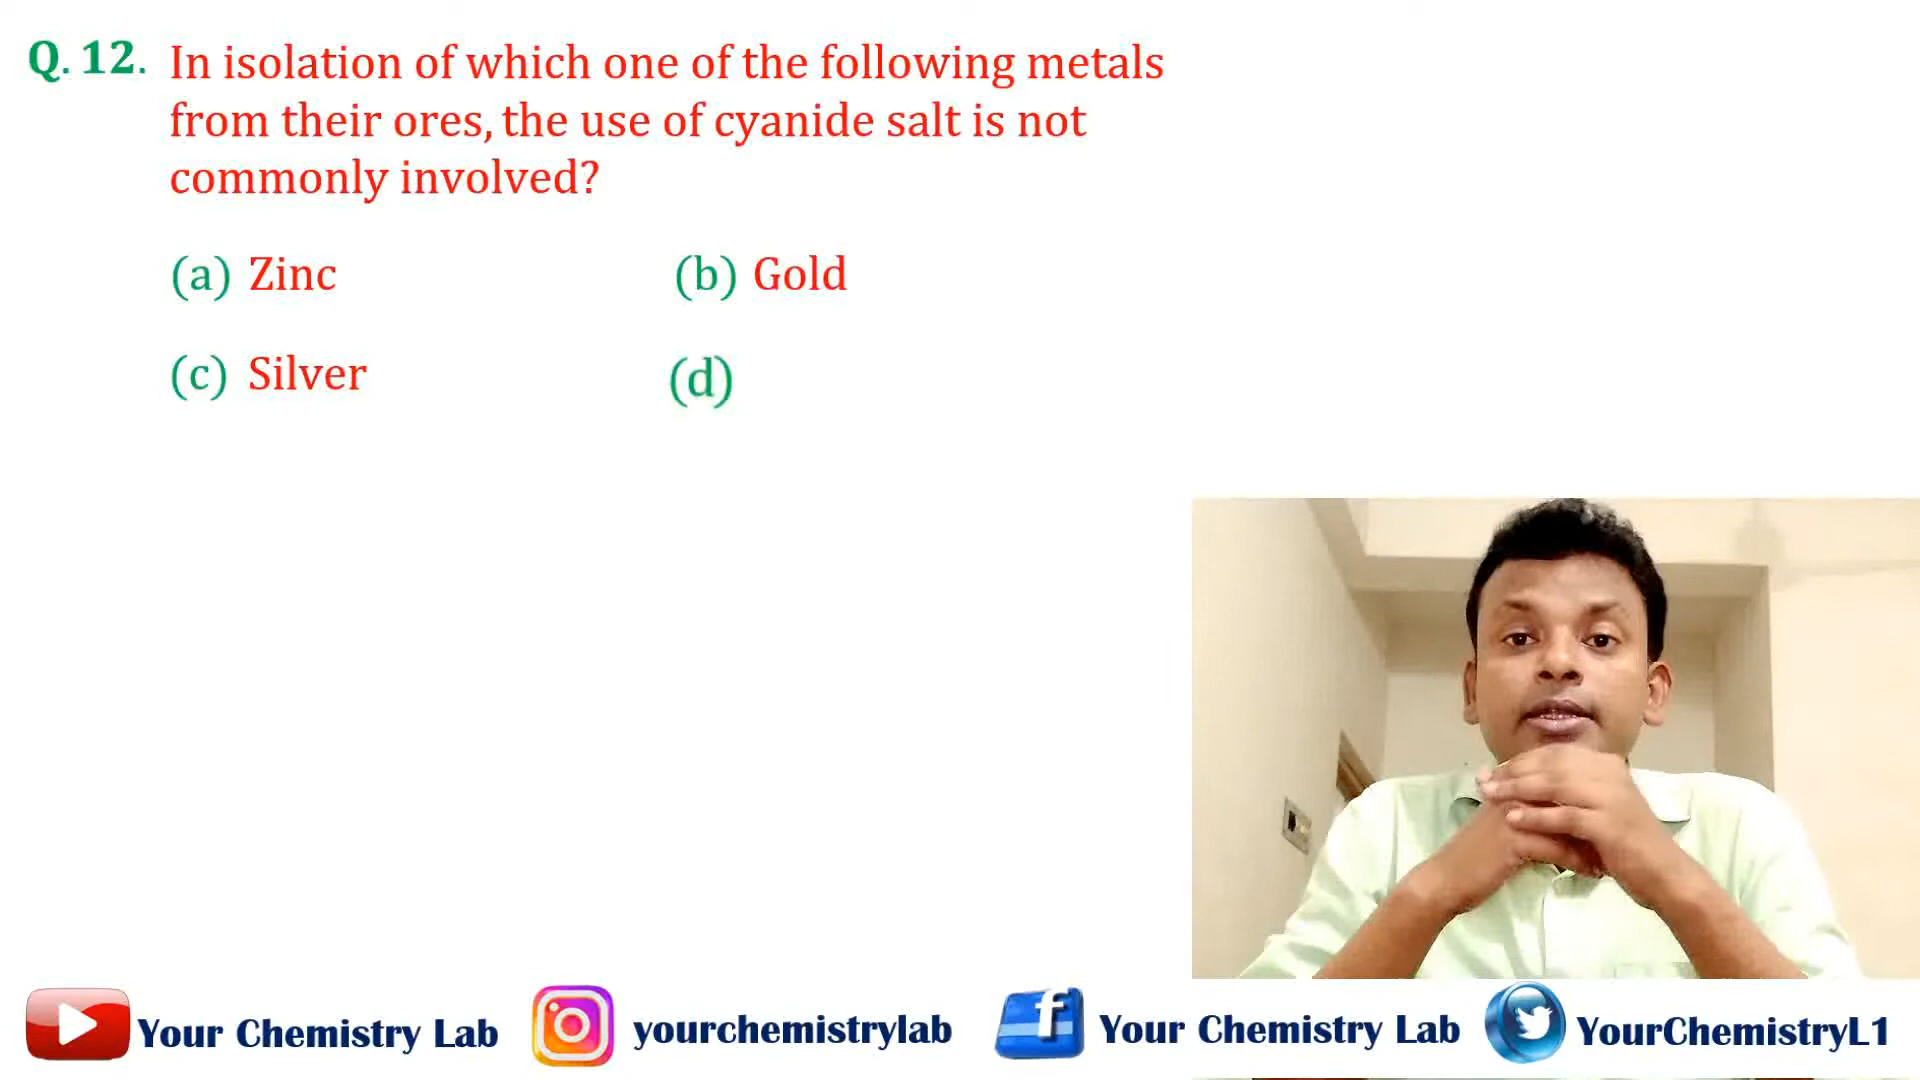 Q. 12. In isolation of which one of the following metals
from their ores, the use of cyanide salt is not
commonly involved?
(a) Zinc (b) Gold
(c) Silver (d)
Your Chemistry Lab yourchemistrylab f Your Chemistry Lab YourChemistryL1